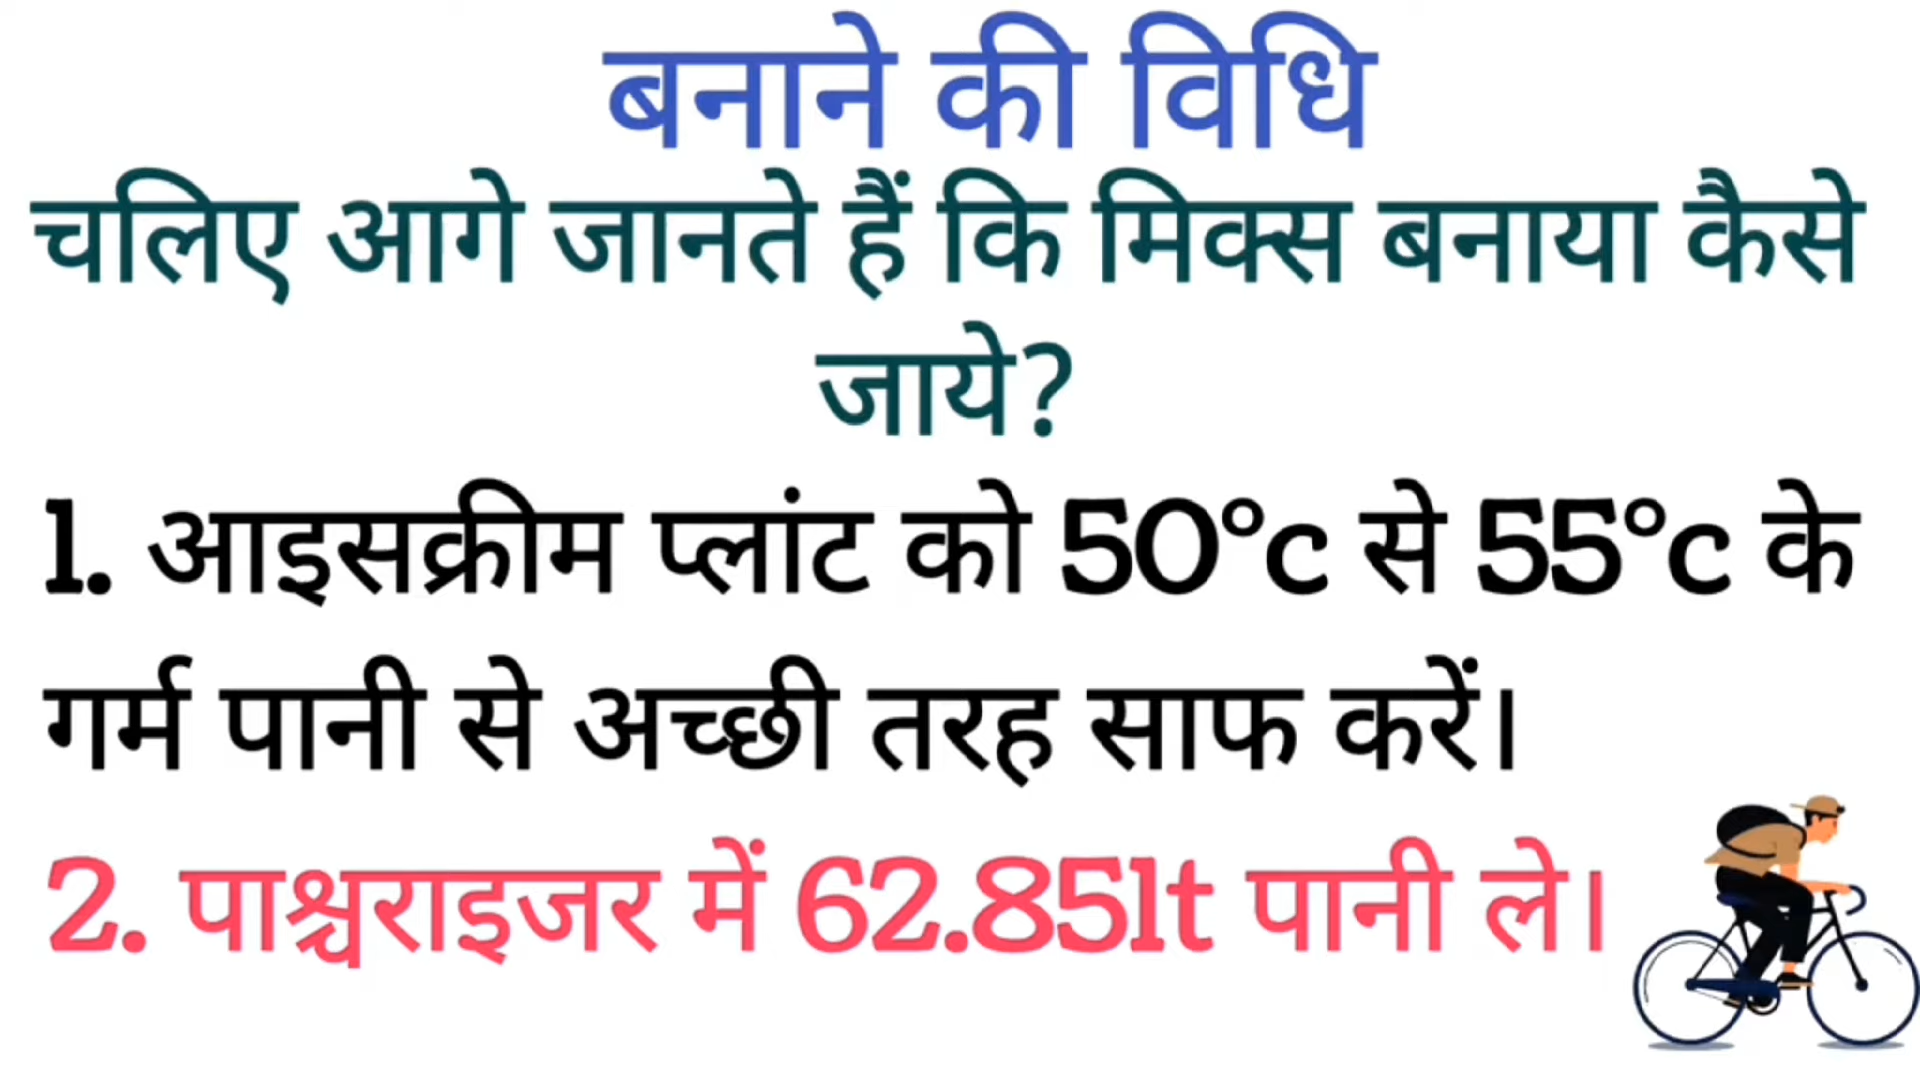 बनाने की विधि
चलिए आगे जानते हैं कि मिक्स बनाया कैसे
जाये?
1. आइसक्रीम प्लांट को 50°c से 55°c के
गर्म पानी से अच्छी तरह साफ करें।
2. पाश्चराइजर में 62.85lt पानी ले।